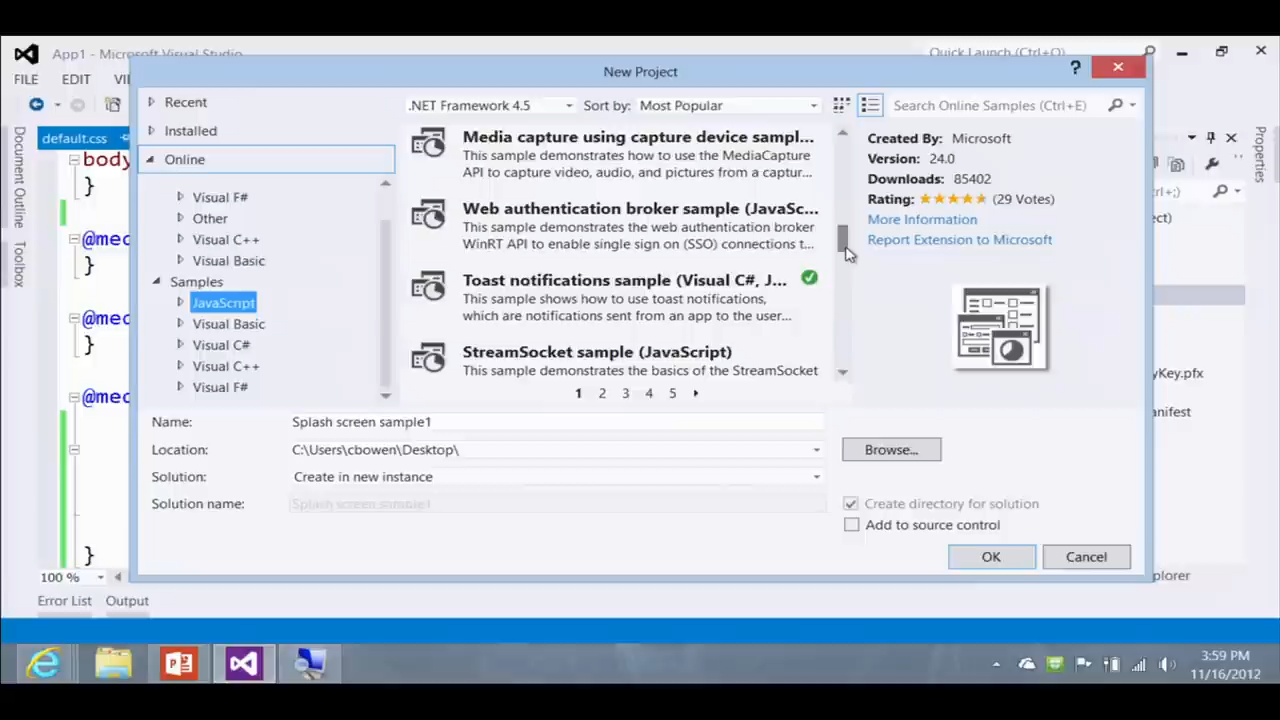 App1 - Microsoft Visual Studio
Quick Launch (Ctrl+Q)
FILE
EDIT
New Project
?
Document Outline
Toolbox
default.css
body
}
@med
}
@med
}
@med
}
100 %
Recent
Installed
Online
Visual F#
Other
Visual C++
Visual Basic
Samples
JavaScript
Visual Basic
Visual C#
Visual C++
Visual F#
.NET Framework 4.5
Sort by: Most Popular
Search Online Samples (Ctrl+E)
Media capture using capture device sampl...
This sample demonstrates how to use the MediaCapture
API to capture video, audio, and pictures from a captur...
Web authentication broker sample (JavaSc...
This sample demonstrates the web authentication broker
WinRT API to enable single sign on (SSO) connections t...
Toast notifications sample (Visual C#, J...
This sample shows how to use toast notifications,
which are notifications sent from an app to the user...
StreamSocket sample (JavaScript)
This sample demonstrates the basics of the StreamSocket
1 2 3 4 5
Created By: Microsoft
Version: 24.0
Downloads: 85402
Rating: (29 Votes)
More Information
Report Extension to Microsoft
Name: Splash screen sample1
Location: C:\Users\cbowen\Desktop\
Browse...
Solution: Create in new instance
Solution name: Splash screen sample1
Create directory for solution
Add to source control
OK
Cancel
Properties
yKey.pfx
anifest
plorer
Error List
Output
3:59 PM
11/16/2012